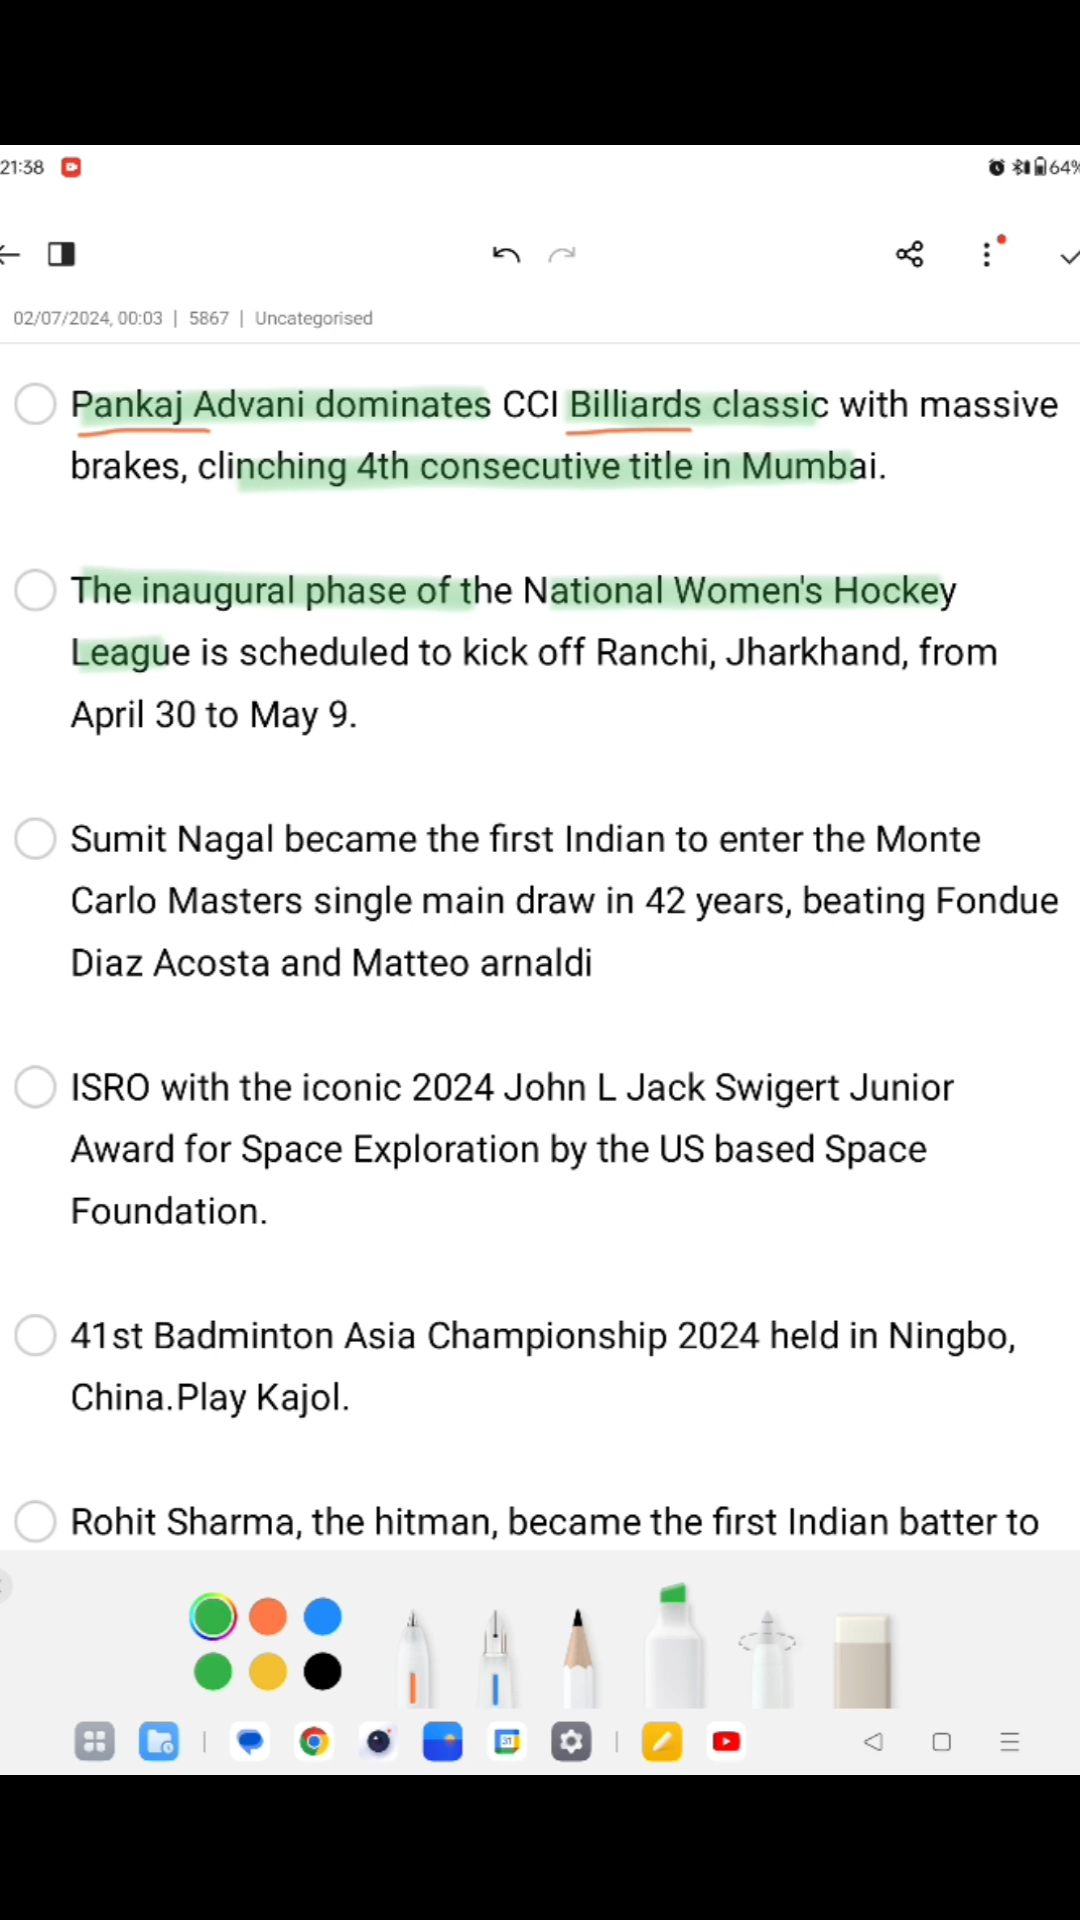 21:38
64%
02/07/2024, 00:03 | 5867 | Uncategorised
Pankaj Advani dominates CCI Billiards classic with massive
brakes, clinching 4th consecutive title in Mumbai.
The inaugural phase of the National Women's Hockey
League is scheduled to kick off Ranchi, Jharkhand, from
April 30 to May 9.
Sumit Nagal became the first Indian to enter the Monte
Carlo Masters single main draw in 42 years, beating Fondue
Diaz Acosta and Matteo arnaldi
ISRO with the iconic 2024 John L Jack Swigert Junior
Award for Space Exploration by the US based Space
Foundation.
41st Badminton Asia Championship 2024 held in Ningbo,
China.Play Kajol.
Rohit Sharma, the hitman, became the first Indian batter to
31